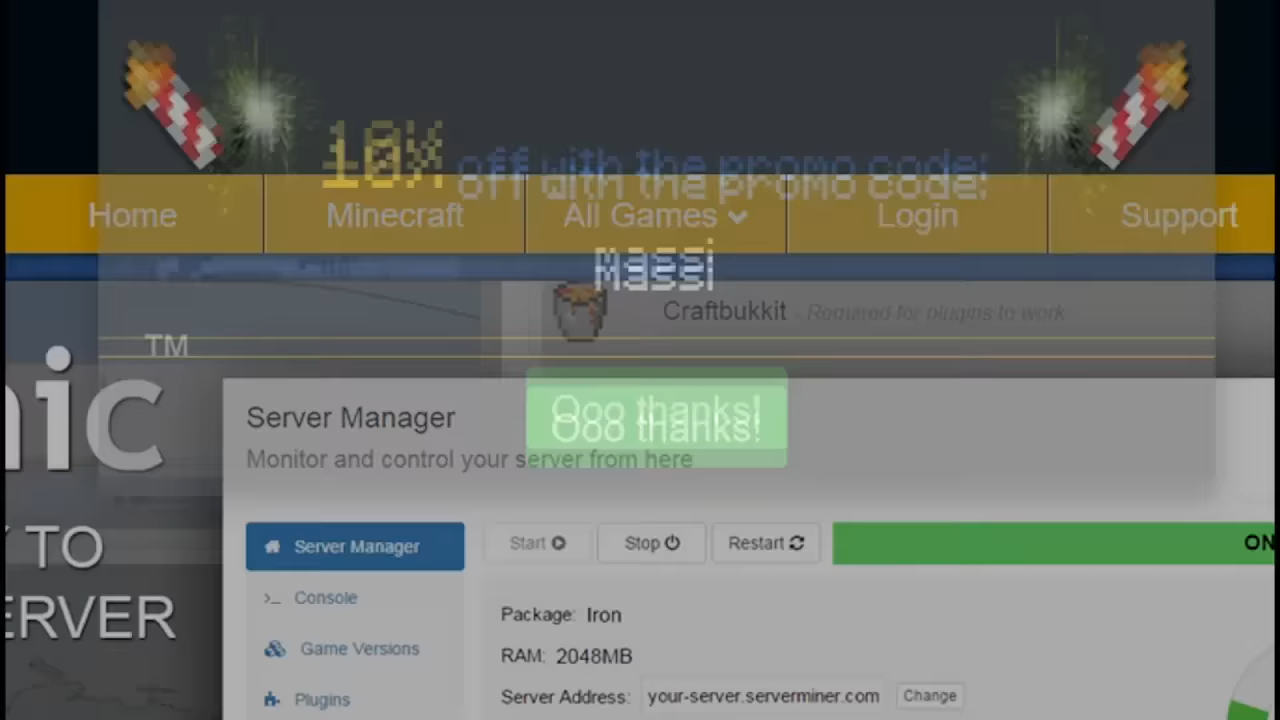 10% off with the promo code:
Home Minecraft All Games Login Support
Massi
Craftbukkit - Required for plugins to work
TM
nic
Server Manager
Ooo thanks!
Monitor and control your server from here
Y TO
ERVER
Server Manager
Start Stop Restart
ON
Console
Package: Iron
Game Versions
RAM: 2048MB
Plugins
Server Address: your-server.serverminer.com Change